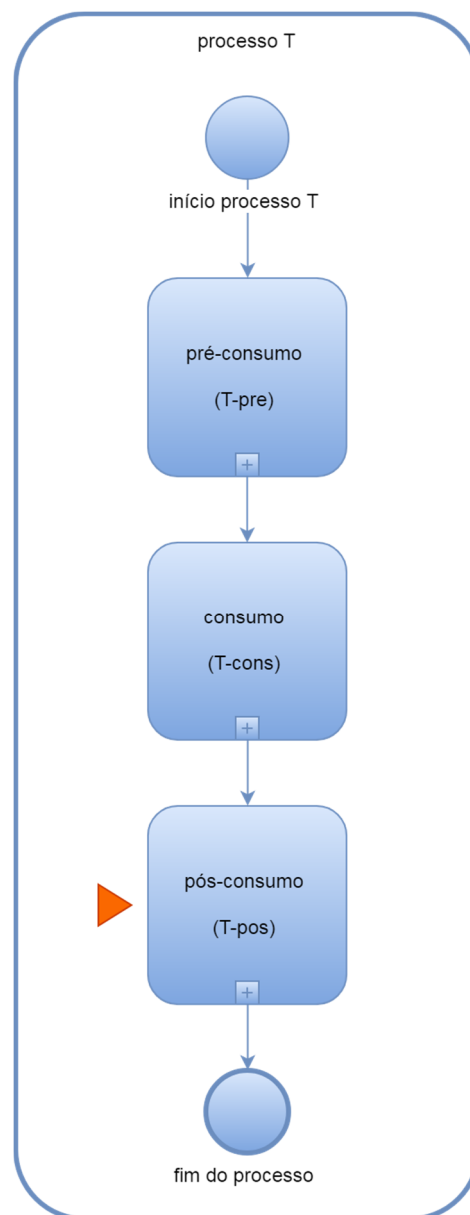 processo T
início processo T
pré-consumo
(T-pre)
consumo
(T-cons)
pós-consumo
(T-pos)
fim do processo